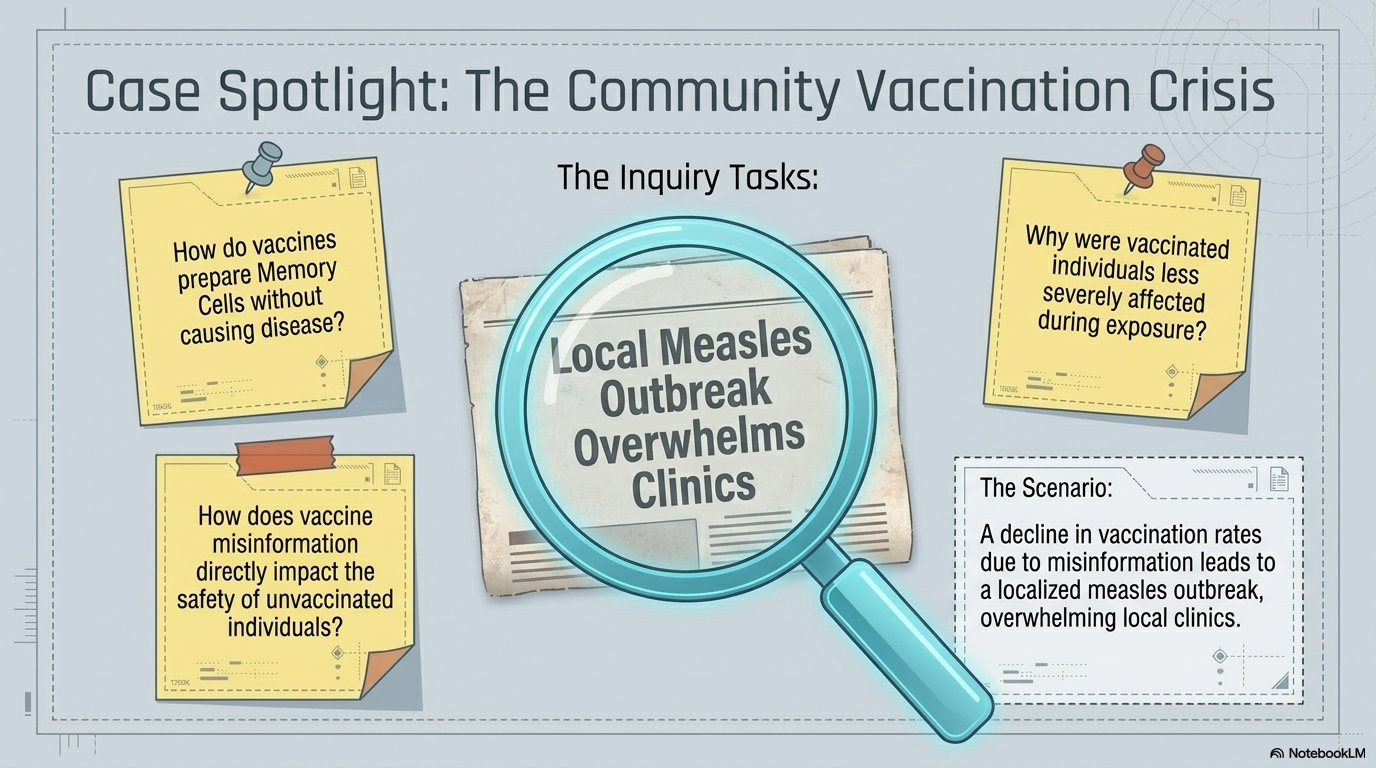 Case Spotlight: The Community Vaccination Crisis
The Inquiry Tasks:
How do vaccines
prepare Memory
Cells without
causing disease?
Local Measles
Outbreak
Overwhelms
Clinics
Why were vaccinated
individuals less
severely affected
during exposure?
How does vaccine
misinformation
directly impact the
safety of unvaccinated
individuals?
The Scenario:
A decline in vaccination rates
due to misinformation leads to
a localized measles outbreak,
overwhelming local clinics.
NotebookLM